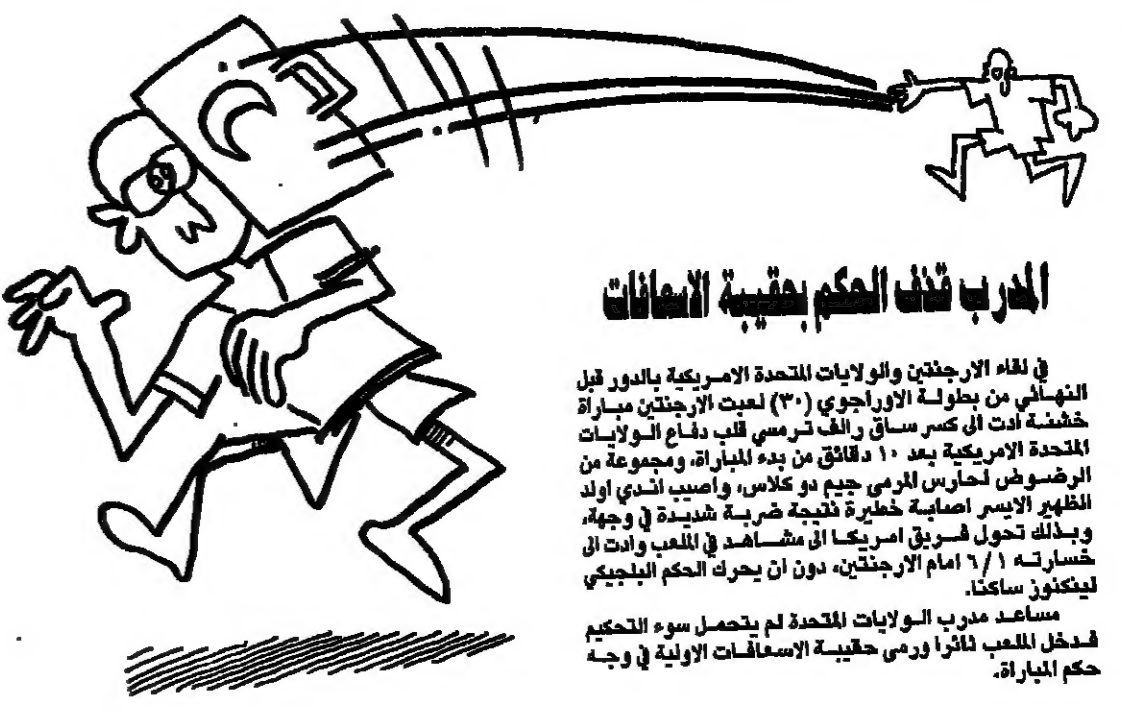 المدرب قذف الحكم بحقيبة الاسعافات
في لقاء الارجنتين والولايات المتحدة الامريكية بالدور قبل
النهائي من بطولة الاوراجوي (٣٠) لعبت الارجنتين مباراة
خشنة ادت الى كسر ساق رالف ترمسي قلب دفاع الولايات
المتحدة الامريكية بعد ١٠ دقائق من بدء المباراة، ومجموعة من
الرضوض لحارس المرمى جيم دو كلاس، واصيب اندي اولد
الظهير الايسر اصابة خطيرة نتيجة ضربة شديدة في وجهة،
وبذلك تحول فريق امريكا الى مشاهد في الملعب وادت الى
خسارته ٦/١ امام الارجنتين، دون ان يحرك الحكم البلجيكي
لينكنوز ساكنا.
مساعد مدرب الولايات المتحدة لم يتحمل سوء التحكيم
فدخل الملعب ثائرا ورمى حقيبة الاسعافات الاولية في وجه
حكم المباراة.